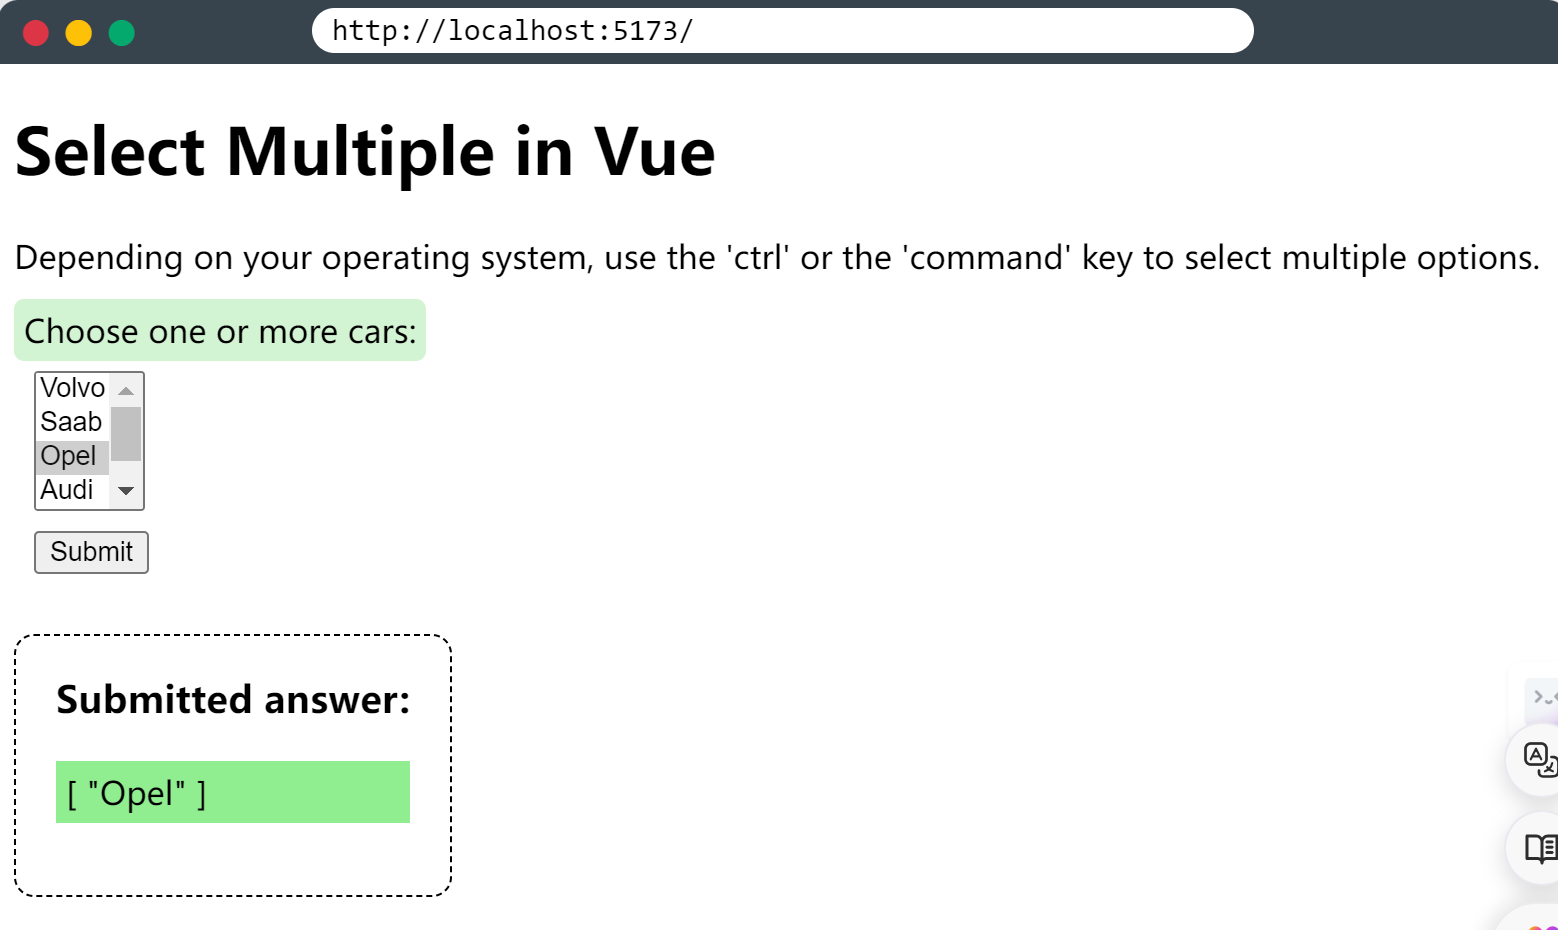 http://localhost:5173/
Select Multiple in Vue
Depending on your operating system, use the 'ctrl' or the 'command' key to select multiple options.
Choose one or more cars:
Volvo
Saab
Opel
Audi
Submit
Submitted answer:
[ "Opel" ]